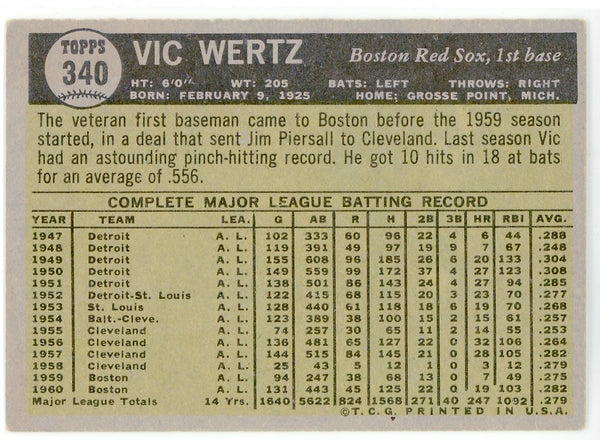 TOPPS
340
VIC WERTZ
Boston Red Sox, 1st base
HT: 6'0" WT: 205 BATS: LEFT THROWS: RIGHT
BORN: FEBRUARY 9, 1925 HOME: GROSSE POINT, MICH.
The veteran first baseman came to Boston before the 1959 season
started, in a deal that sent Jim Piersall to Cleveland. Last season Vic
had an astounding pinch-hitting record. He got 10 hits in 18 at bats
for an average of .556.
COMPLETE MAJOR LEAGUE BATTING RECORD
YEAR TEAM LEA. G AB R H 2B 3B HR RBI AVG.
1947 Detroit A. L. 102 333 60 96 22 4 6 44 .288
1948 Detroit A. L. 119 391 49 97 19 9 7 67 .248
1949 Detroit A. L. 155 608 96 185 26 6 20 133 .304
1950 Detroit A. L. 149 559 99 172 37 4 27 123 .308
1951 Detroit A. L. 138 501 86 143 24 4 27 94 .285
1952 Detroit-St. Louis A. L. 122 415 68 115 20 3 23 70 .277
1953 St. Louis A. L. 128 440 61 118 18 6 19 70 .268
1954 Balt.-Cleve. A. L. 123 389 38 100 15 2 15 61 .257
1955 Cleveland A. L. 74 257 30 65 11 2 14 55 .253
1956 Cleveland A. L. 136 481 65 127 22 0 32 106 .264
1957 Cleveland A. L. 144 515 84 145 21 0 28 105 .282
1958 Cleveland A. L. 25 43 5 12 1 0 3 12 .279
1959 Boston A. L. 94 247 38 68 13 0 7 49 .275
1960 Boston A. L. 131 443 45 125 22 0 19 103 .282
Major League Totals 14 Yrs. 1640 5622 824 1568 271 40 247 1092 .279
©T.C.G. PRINTED IN U.S.A.